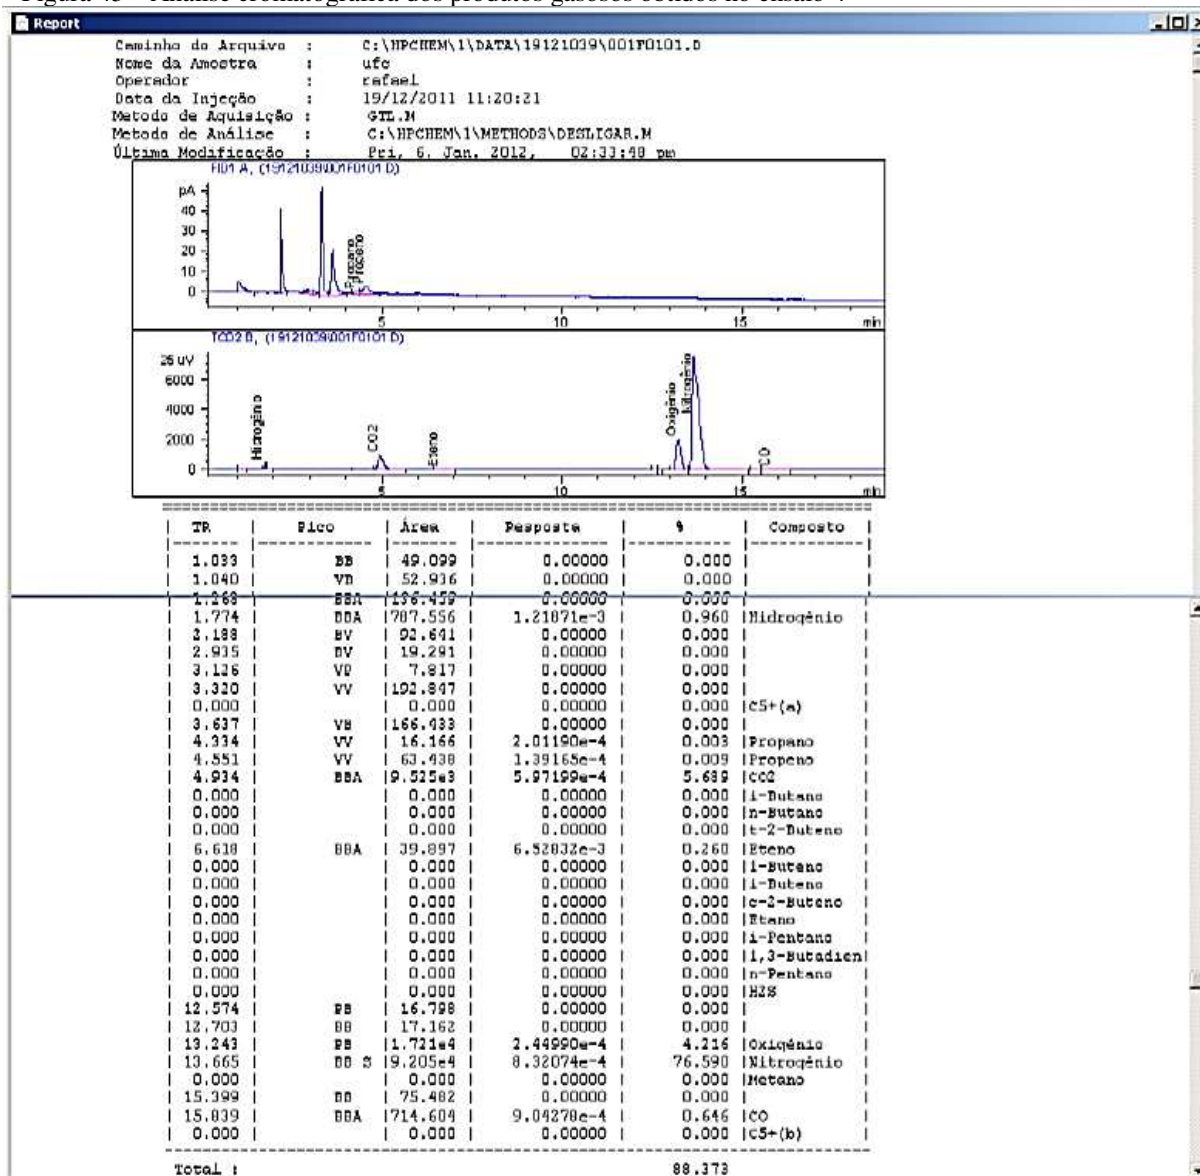 Figura 45 – Análise cromatográfica dos produtos gasosos obtidos no ensaio 4
Report
Caminho do Arquivo : C:\HPCHEM\1\DATA\19121039\001F0101.D
Nome da Amostra : ufc
Operador : rafael
Data da Injeção : 19/12/2011 11:20:21
Metodo de Aquisição : GTL.M
Metodo de Análise : C:\HPCHEM\1\METHODS\DESLIGAR.M
Última Modificação : Fri, 6. Jan. 2012, 02:33:48 pm
FID1 A, (19121039\001F0101.D)
pA
40
30
20
10
0
Propano
Propeno
5 10 15 min
TCD2 B, (19121039\001F0101.D)
25 uV
6000
4000
2000
0
Hidrogênio
CO2
Eteno
Oxigênio
Nitrogênio
CO
5 10 15 min
TR | Pico | Área | Resposta | % | Composto |
| 1.033 | BB | 49.099 | 0.00000 | 0.000 | |
| 1.040 | VB | 52.936 | 0.00000 | 0.000 | |
| 1.268 | BBA | 136.459 | 0.00000 | 0.000 | |
| 1.774 | BBA | 787.556 | 1.21871e-3 | 0.960 | Hidrogênio |
| 2.188 | BV | 92.641 | 0.00000 | 0.000 | |
| 2.935 | BV | 19.291 | 0.00000 | 0.000 | |
| 3.126 | VP | 7.817 | 0.00000 | 0.000 | |
| 3.320 | VV | 192.847 | 0.00000 | 0.000 | |
| 0.000 | | 0.000 | 0.00000 | 0.000 | C5+(a) |
| 3.637 | VB | 166.433 | 0.00000 | 0.000 | |
| 4.334 | VV | 16.166 | 2.01190e-4 | 0.003 | Propano |
| 4.551 | VV | 63.438 | 1.39165e-4 | 0.009 | Propeno |
| 4.934 | BBA | 9.525e3 | 5.97199e-4 | 5.689 | CO2 |
| 0.000 | | 0.000 | 0.00000 | 0.000 | i-Butano |
| 0.000 | | 0.000 | 0.00000 | 0.000 | n-Butano |
| 0.000 | | 0.000 | 0.00000 | 0.000 | t-2-Buteno |
| 6.618 | BBA | 39.897 | 6.52832e-3 | 0.260 | Eteno |
| 0.000 | | 0.000 | 0.00000 | 0.000 | 1-Buteno |
| 0.000 | | 0.000 | 0.00000 | 0.000 | i-Buteno |
| 0.000 | | 0.000 | 0.00000 | 0.000 | c-2-Buteno |
| 0.000 | | 0.000 | 0.00000 | 0.000 | Etano |
| 0.000 | | 0.000 | 0.00000 | 0.000 | i-Pentano |
| 0.000 | | 0.000 | 0.00000 | 0.000 | 1,3-Butadien |
| 0.000 | | 0.000 | 0.00000 | 0.000 | n-Pentano |
| 0.000 | | 0.000 | 0.00000 | 0.000 | H2S |
| 12.574 | PB | 16.798 | 0.00000 | 0.000 | |
| 12.703 | BB | 17.162 | 0.00000 | 0.000 | |
| 13.243 | PB | 1.721e4 | 2.44990e-4 | 4.216 | Oxigênio |
| 13.665 | BB S | 9.205e4 | 8.32074e-4 | 76.590 | Nitrogênio |
| 0.000 | | 0.000 | 0.00000 | 0.000 | Metano |
| 15.399 | BB | 75.482 | 0.00000 | 0.000 | |
| 15.839 | BBA | 714.604 | 9.04278e-4 | 0.646 | CO |
| 0.000 | | 0.000 | 0.00000 | 0.000 | C5+(b) |
Total : 88.373